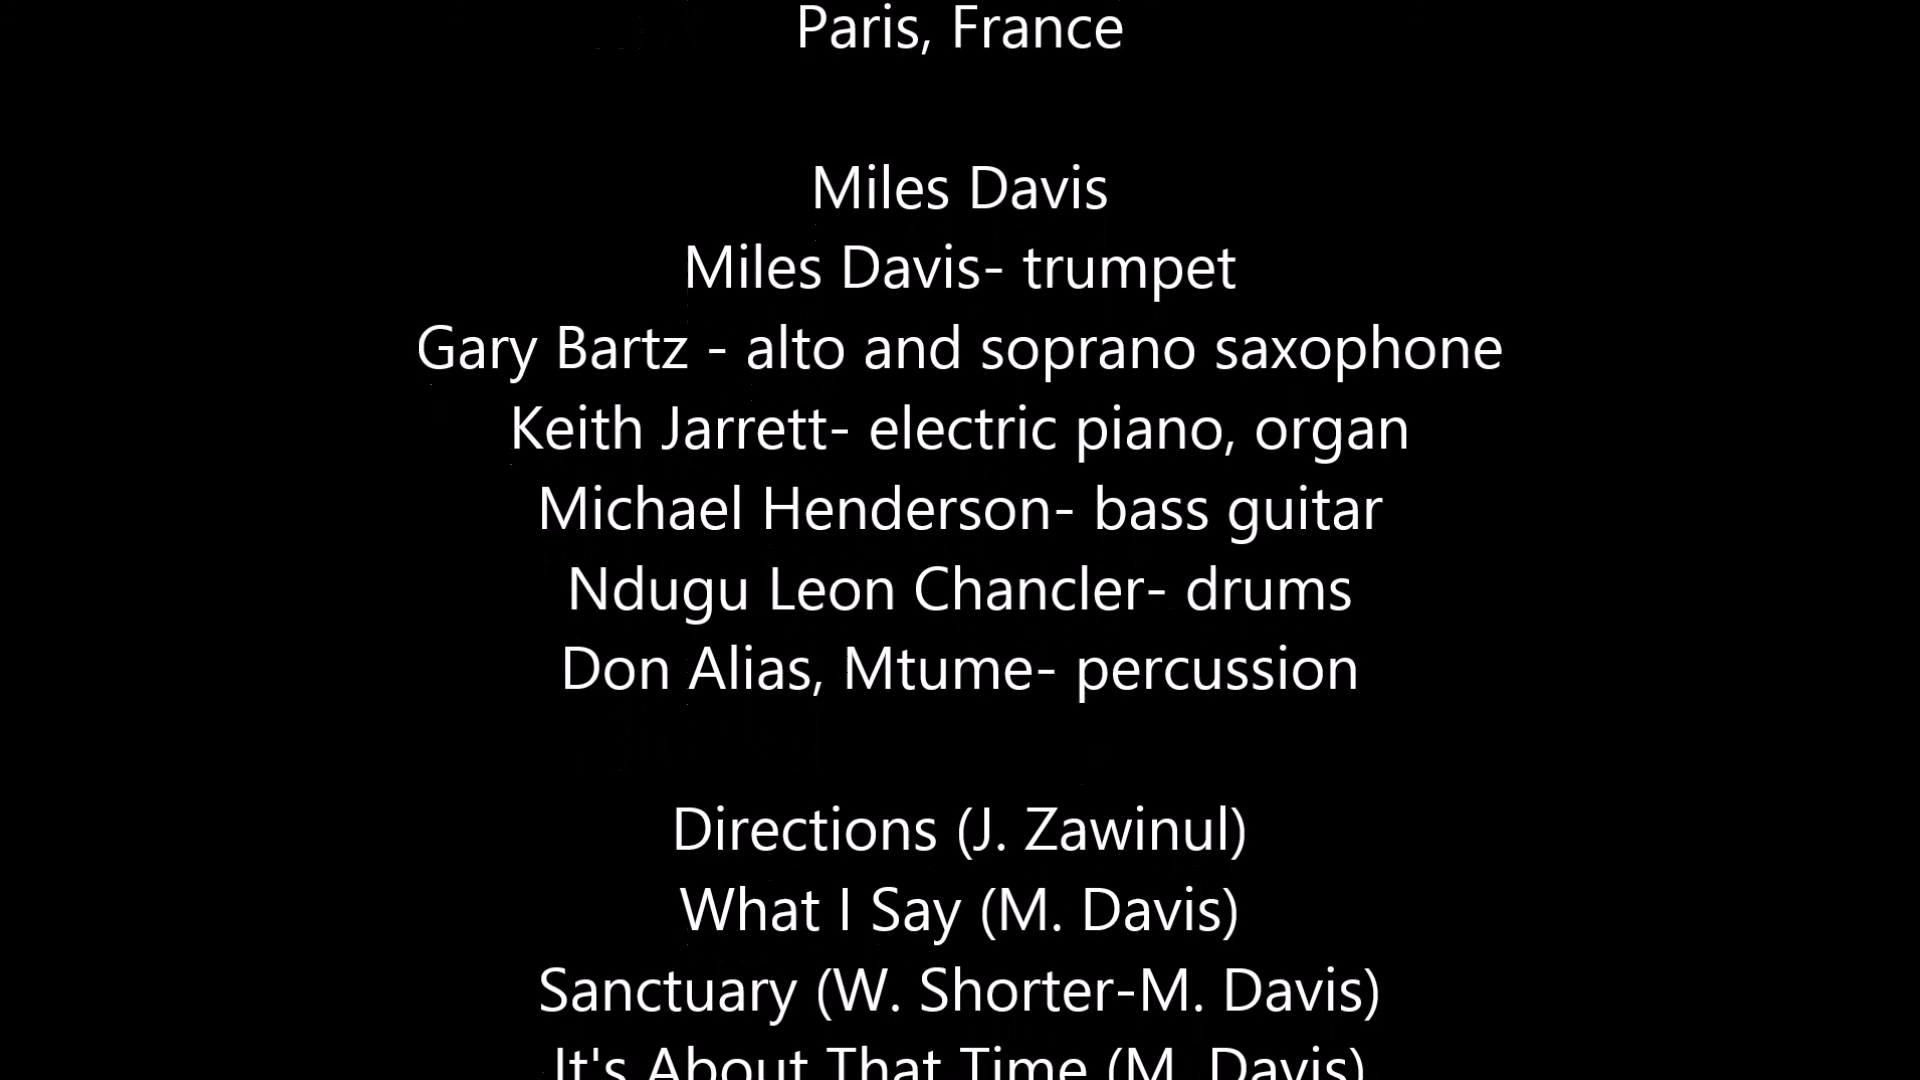 Paris, France
Miles Davis
Miles Davis- trumpet
Gary Bartz - alto and soprano saxophone
Keith Jarrett- electric piano, organ
Michael Henderson- bass guitar
Ndugu Leon Chancler- drums
Don Alias, Mtume- percussion
Directions (J. Zawinul)
What I Say (M. Davis)
Sanctuary (W. Shorter-M. Davis)
It's About That Time (M. Davis)